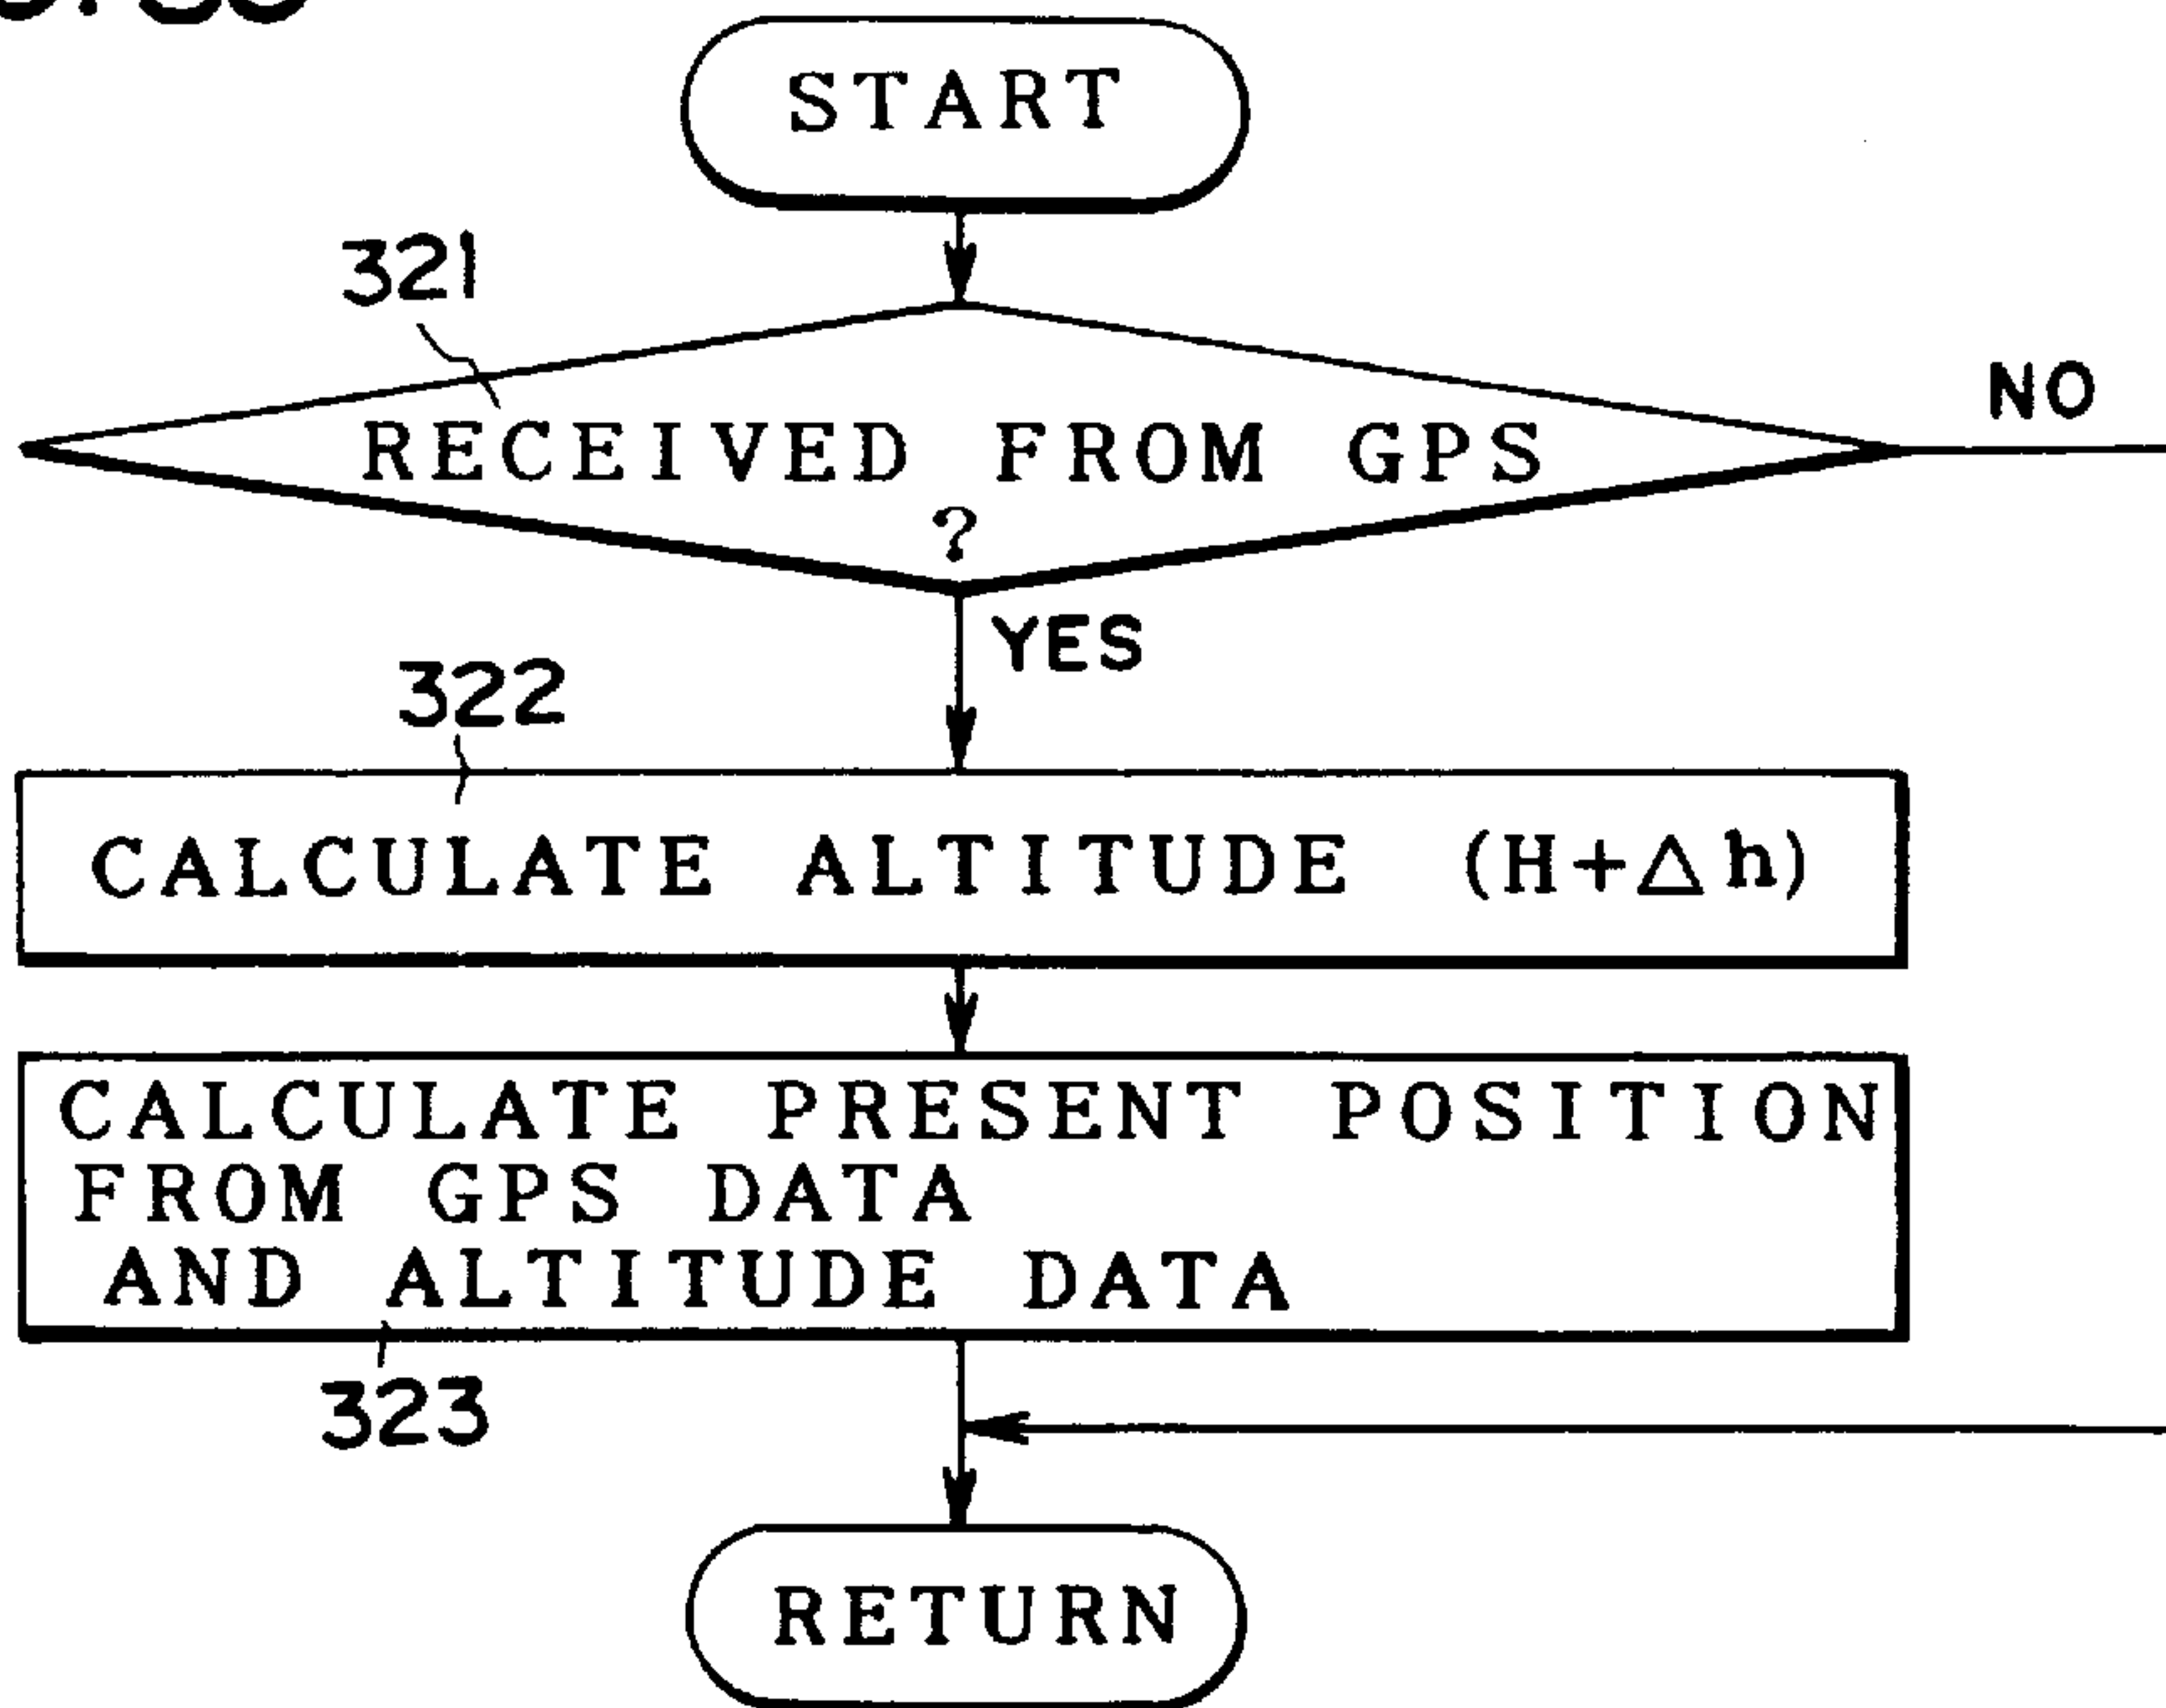 START
321
RECEIVED FROM GPS
?
NO
YES
322
CALCULATE ALTITUDE (H+△h)
CALCULATE PRESENT POSITION
FROM GPS DATA
AND ALTITUDE DATA
323
RETURN